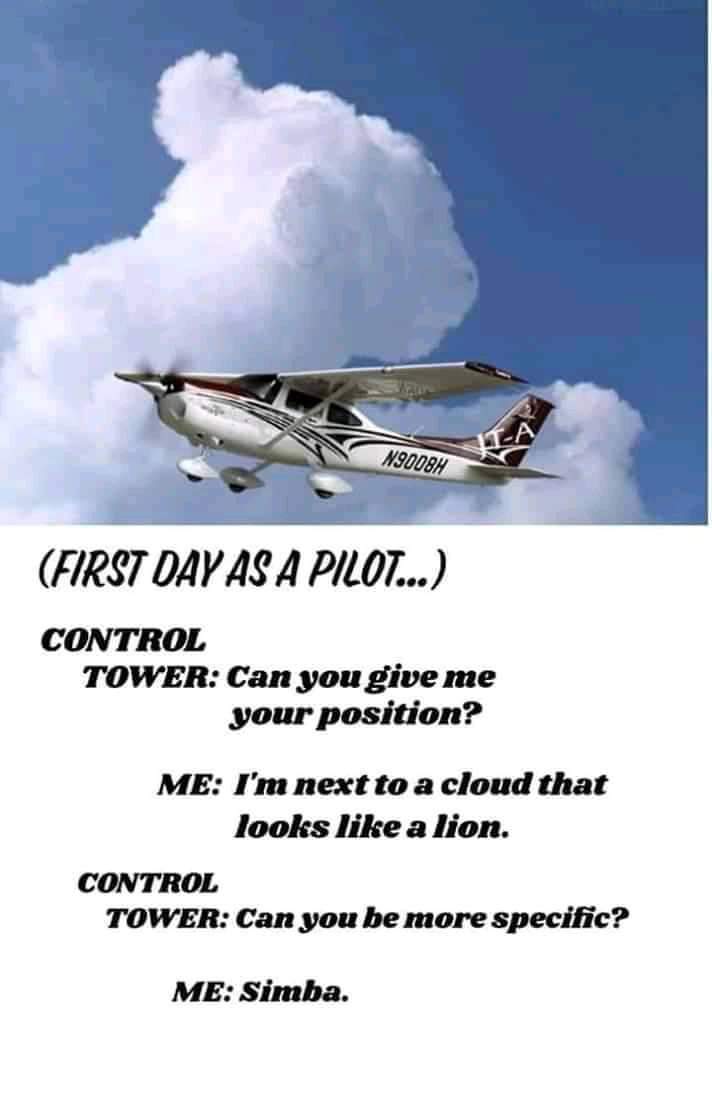 IT-A
N9008H
(FIRST DAY AS A PILOT...)
CONTROL
TOWER: Can you give me
your position?
ME: I'm next to a cloud that
looks like a lion.
CONTROL
TOWER: Can you be more specific?
ME: Simba.